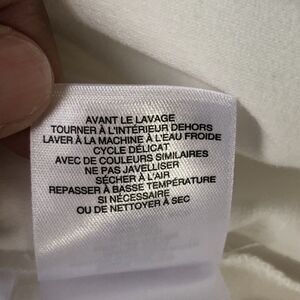 AVANT LE LAVAGE
TOURNER À L'INTÉRIEUR DEHORS
LAVER À LA MACHINE À L'EAU FROIDE
CYCLE DÉLICAT
AVEC DE COULEURS SIMILAIRES
NE PAS JAVELLISER
SÉCHER À L'AIR
REPASSER À BASSE TEMPÉRATURE
SI NÉCESSAIRE
OU DE NETTOYER À SEC